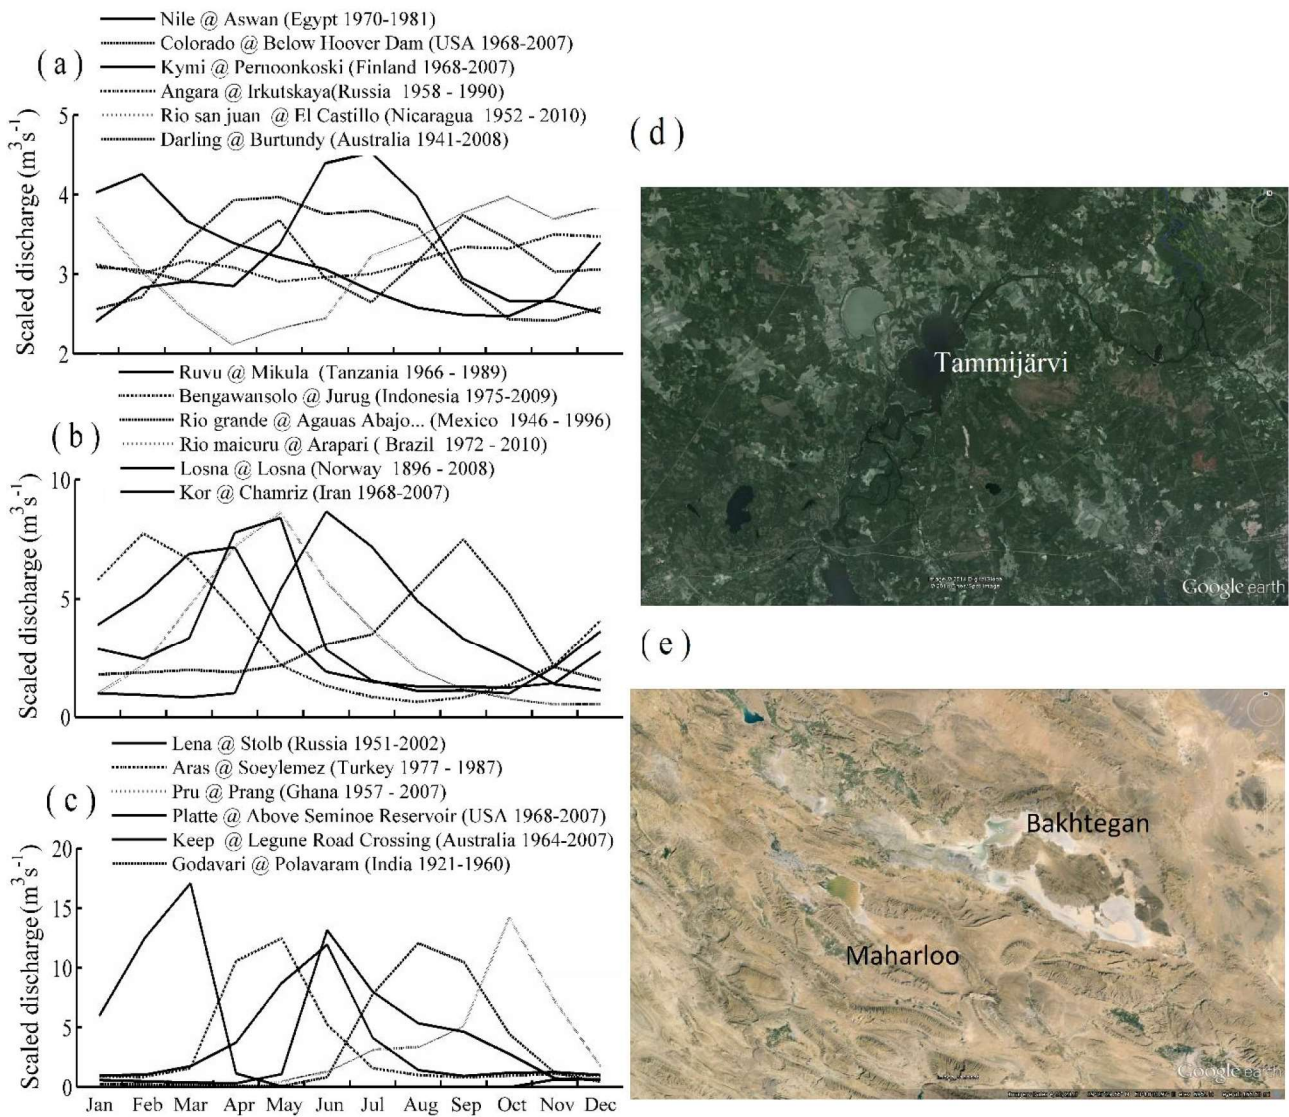 Nile @ Aswan (Egypt 1970-1981)
Colorado @ Below Hoover Dam (USA 1968-2007)
Kymi @ Pernoonkoski (Finland 1968-2007)
Angara @ Irkutskaya(Russia 1958 - 1990)
Rio san juan @ El Castillo (Nicaragua 1952 - 2010)
Darling @ Burtundy (Australia 1941-2008)
(a)
5
4
3
2
Scaled discharge (m³s⁻¹)
Ruvu @ Mikula (Tanzania 1966 - 1989)
Bengawansolo @ Jurug (Indonesia 1975-2009)
Rio grande @ Agauas Abajo... (Mexico 1946 - 1996)
Rio maicuru @ Arapari ( Brazil 1972 - 2010)
Losna @ Losna (Norway 1896 - 2008)
Kor @ Chamriz (Iran 1968-2007)
(b)
10
5
0
Scaled discharge (m³s⁻¹)
Lena @ Stolb (Russia 1951-2002)
Aras @ Soeylemez (Turkey 1977 - 1987)
Pru @ Prang (Ghana 1957 - 2007)
Platte @ Above Seminoe Reservoir (USA 1968-2007)
Keep @ Legune Road Crossing (Australia 1964-2007)
Godavari @ Polavaram (India 1921-1960)
(c)
20
15
10
5
0
Scaled discharge (m³s⁻¹)
Jan Feb Mar Apr May Jun Jul Aug Sep Oct Nov Dec
(d)
Tammijärvi
Google earth
(e)
Bakhtegan
Maharloo
Google earth